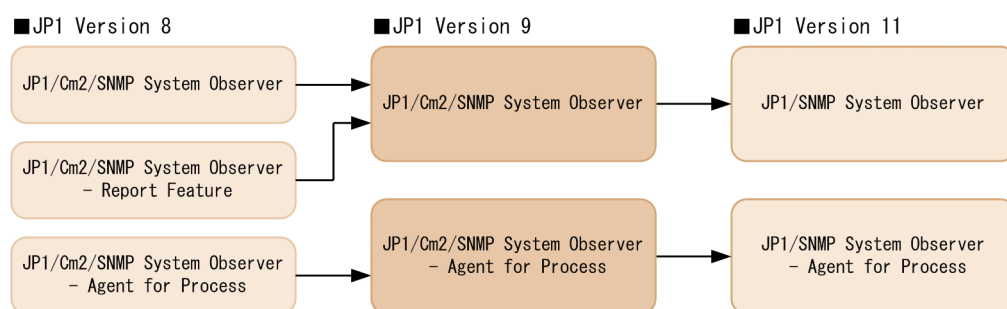 ■JP1 Version 8
■JP1 Version 9
■JP1 Version 11
JP1/Cm2/SNMP System Observer
JP1/Cm2/SNMP System Observer
JP1/SNMP System Observer
JP1/Cm2/SNMP System Observer
– Report Feature
JP1/Cm2/SNMP System Observer
– Agent for Process
JP1/Cm2/SNMP System Observer
– Agent for Process
JP1/SNMP System Observer
– Agent for Process